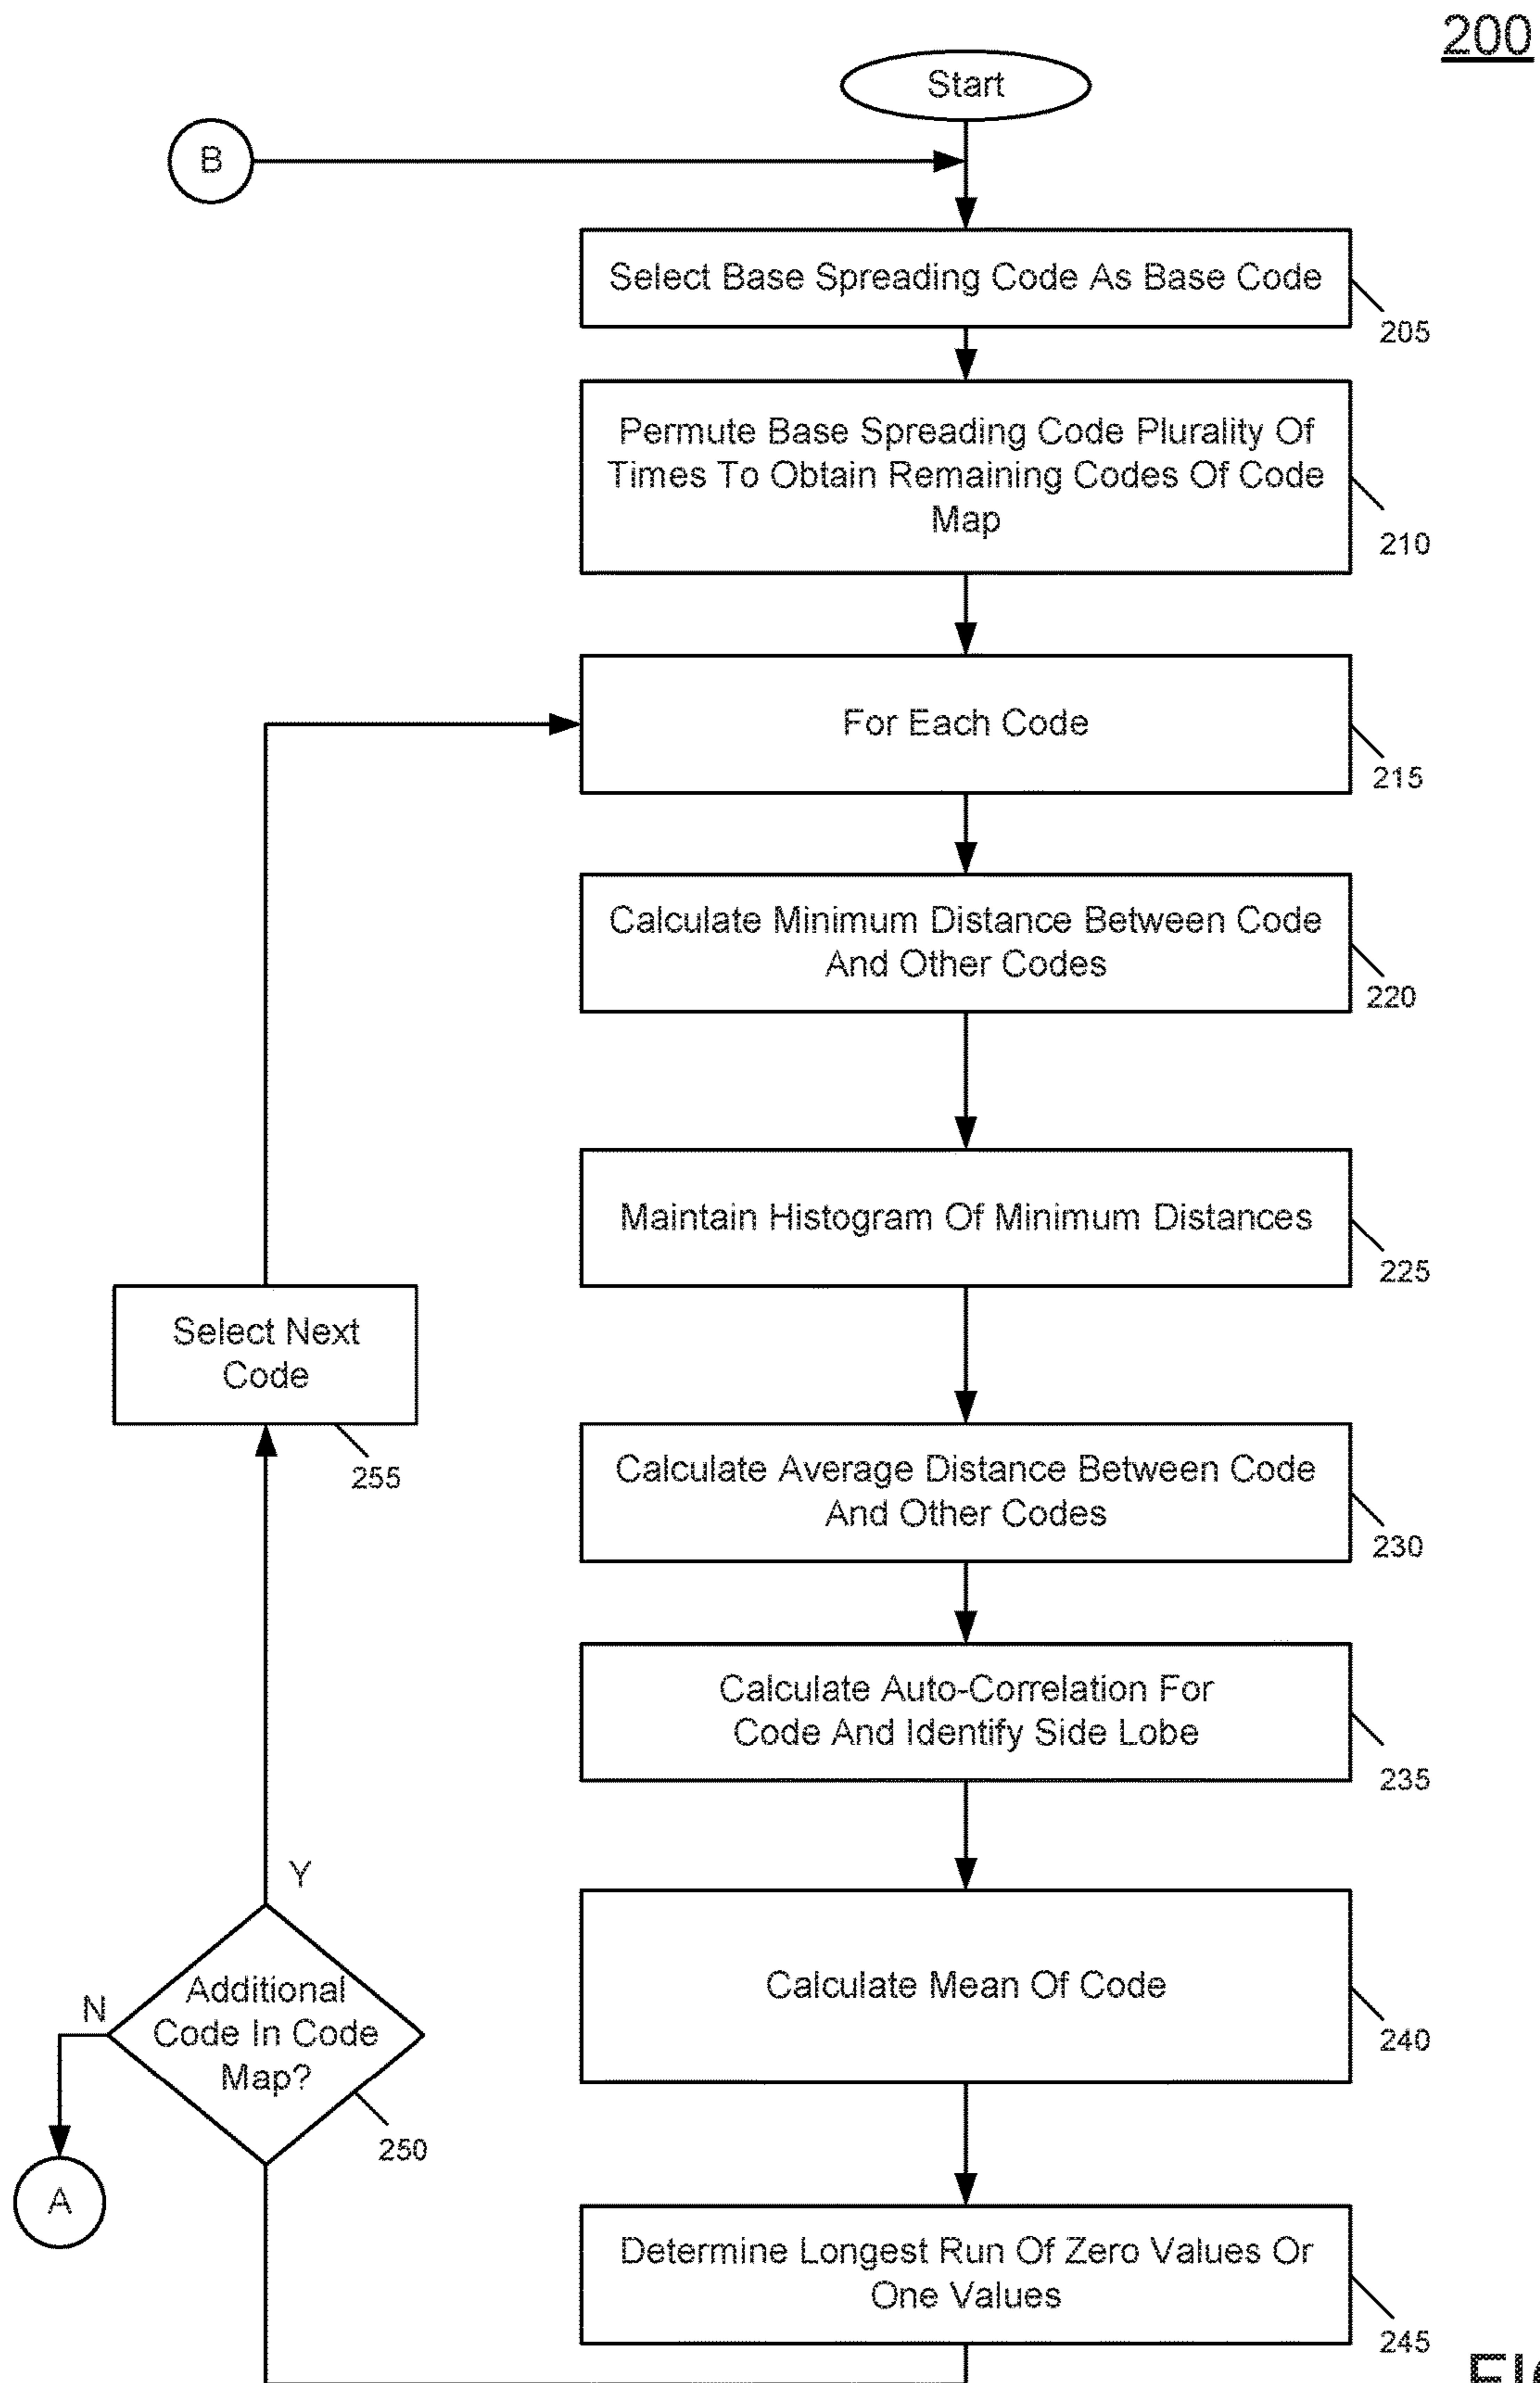 200
Start
B
Select Base Spreading Code As Base Code
205
Permute Base Spreading Code Plurality Of
Times To Obtain Remaining Codes Of Code
Map
210
For Each Code
215
Calculate Minimum Distance Between Code
And Other Codes
220
Maintain Histogram Of Minimum Distances
225
Select Next
Code
255
Calculate Average Distance Between Code
And Other Codes
230
Calculate Auto-Correlation For
Code And Identify Side Lobe
235
Y
Calculate Mean Of Code
240
N
Additional
Code In Code
Map?
250
A
Determine Longest Run Of Zero Values Or
One Values
245